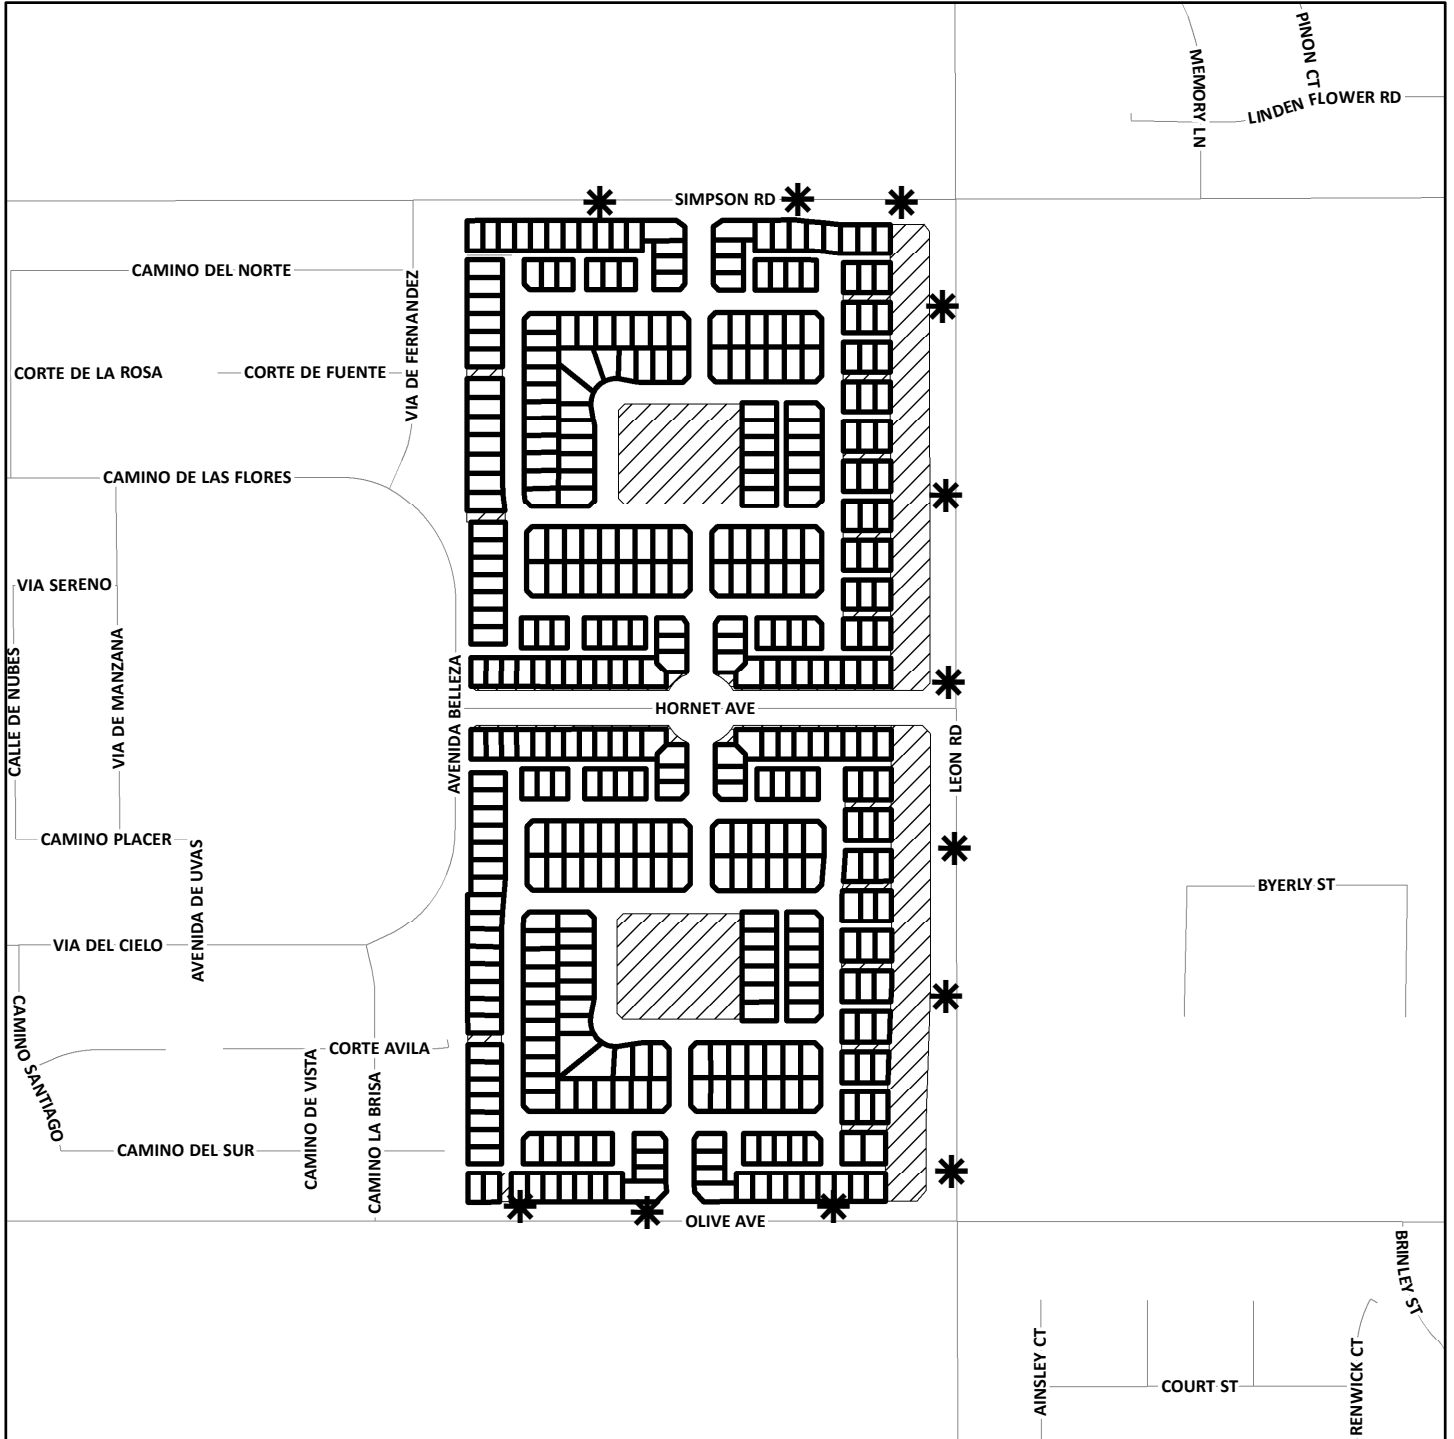 PINON CT
MEMORY LN
LINDEN FLOWER RD
SIMPSON RD
CAMINO DEL NORTE
VIA DE FERNANDEZ
CORTE DE LA ROSA
CORTE DE FUENTE
CAMINO DE LAS FLORES
VIA SERENO
CALLE DE NUBES
VIA DE MANZANA
AVENIDA BELLEZA
HORNET AVE
LEON RD
CAMINO PLACER
AVENIDA DE UVAS
BYERLY ST
VIA DEL CIELO
CAMINO SANTIAGO
CORTE AVILA
CAMINO DE VISTA
CAMINO LA BRISA
CAMINO DEL SUR
OLIVE AVE
BRINLEY ST
AINSLEY CT
COURT ST
RENWICK CT